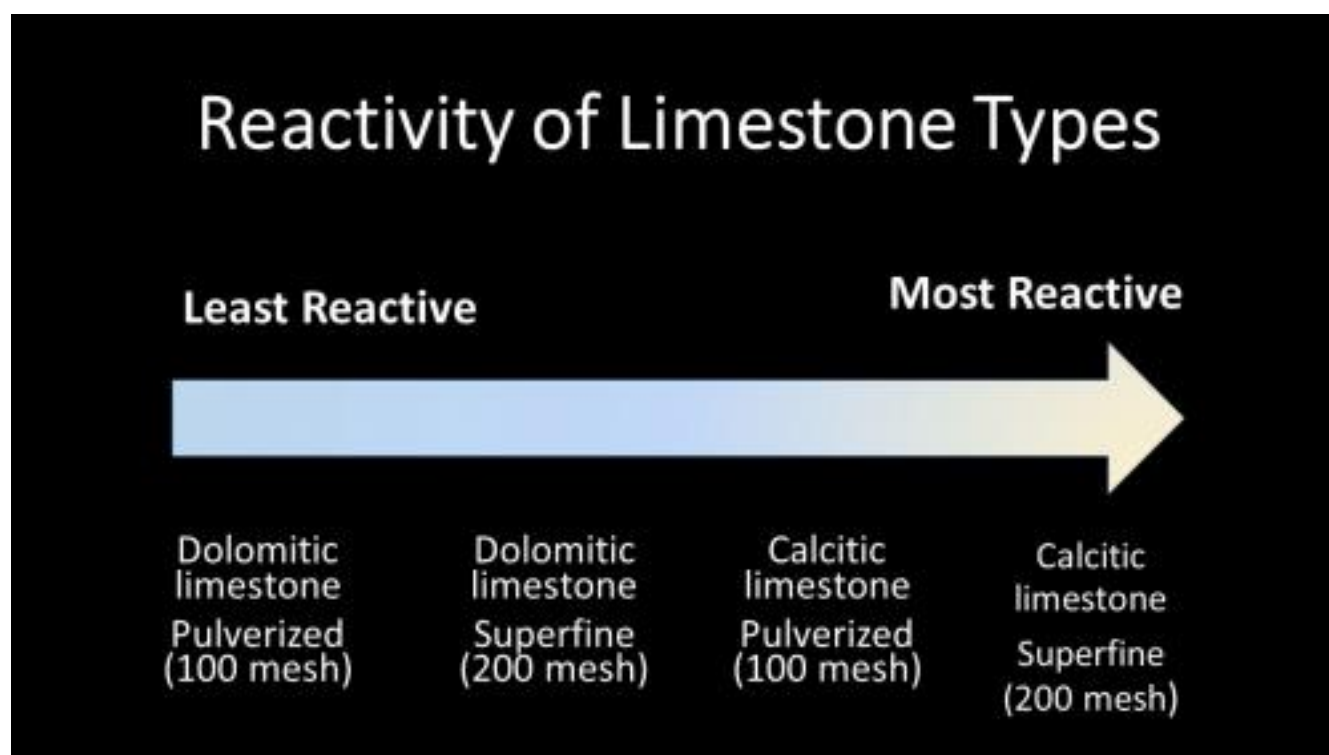 Reactivity of Limestone Types
Least Reactive
Most Reactive
Dolomitic
limestone
Pulverized
(100 mesh)
Dolomitic
limestone
Superfine
(200 mesh)
Calcitic
limestone
Pulverized
(100 mesh)
Calcitic
limestone
Superfine
(200 mesh)